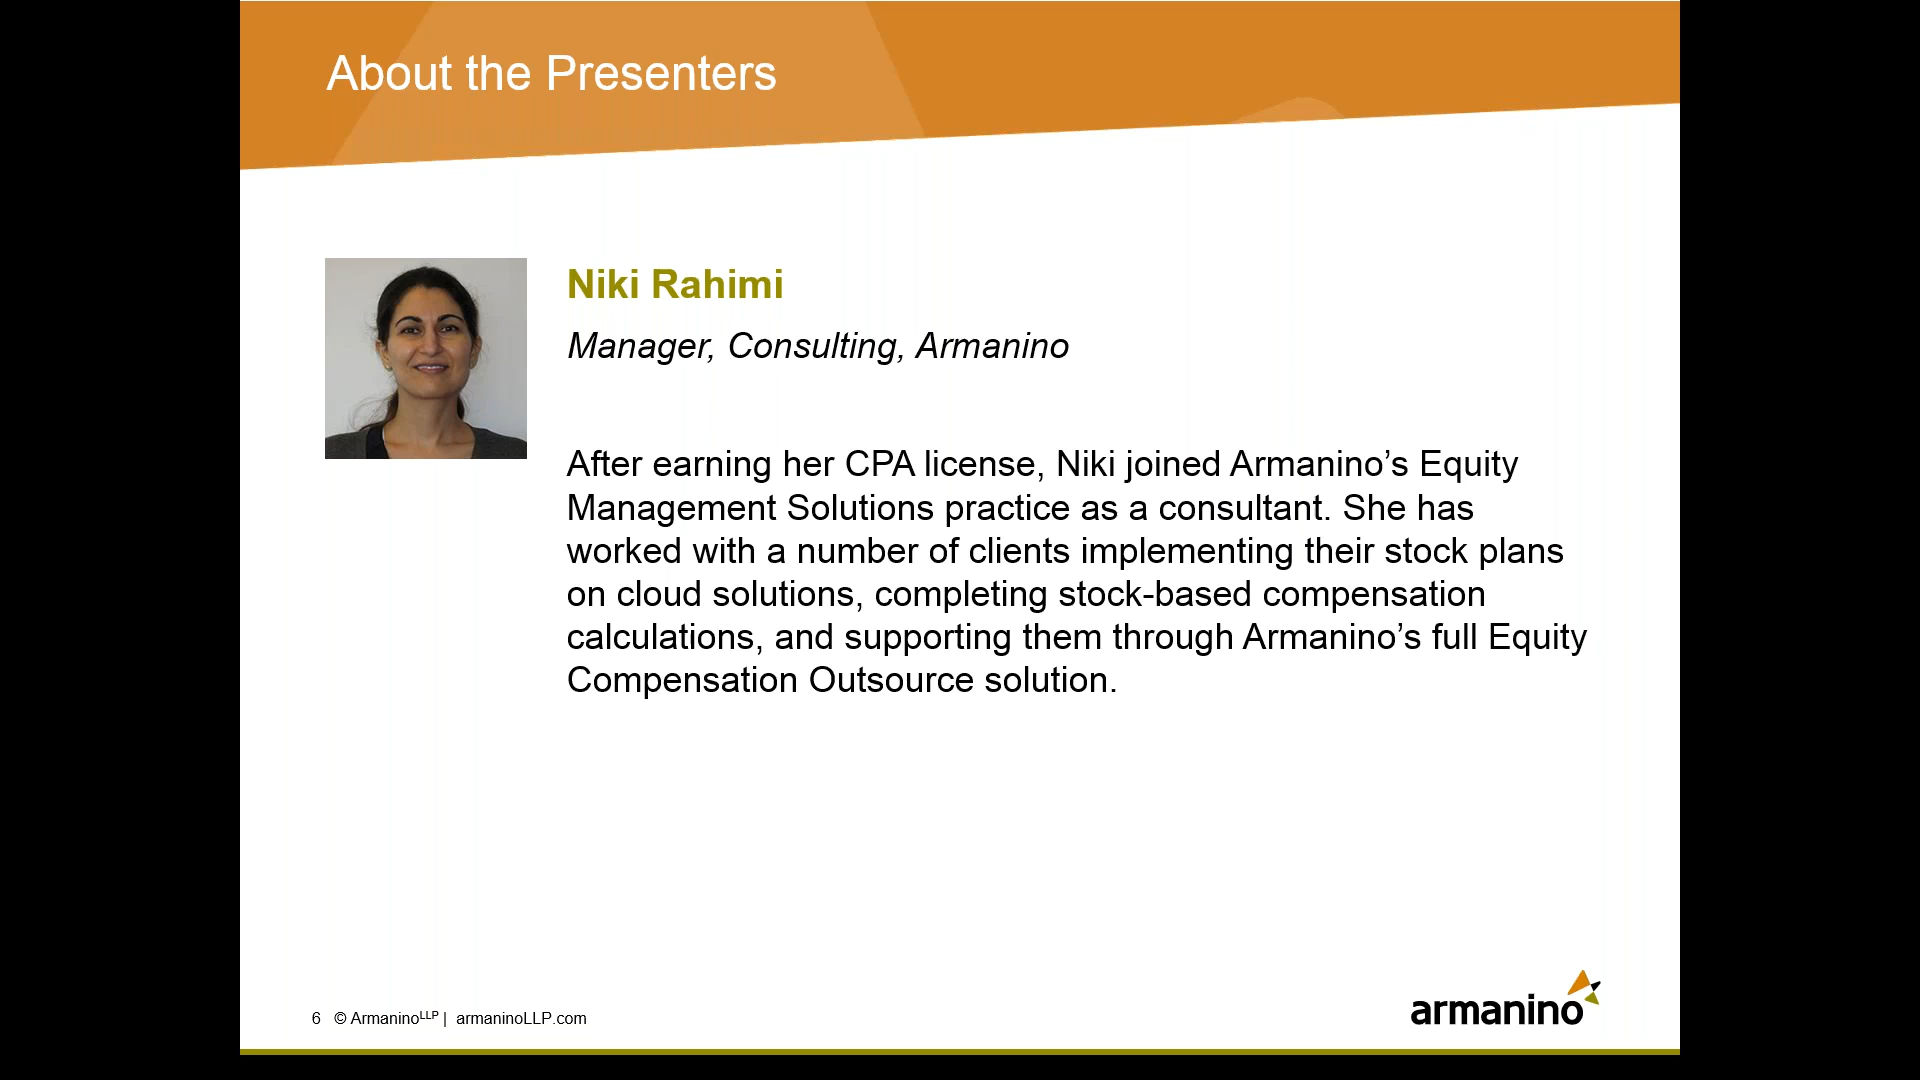 About the Presenters
Niki Rahimi
Manager, Consulting, Armanino
After earning her CPA license, Niki joined Armanino’s Equity
Management Solutions practice as a consultant. She has
worked with a number of clients implementing their stock plans
on cloud solutions, completing stock-based compensation
calculations, and supporting them through Armanino’s full Equity
Compensation Outsource solution.
6 © ArmaninoLLP | armaninoLLP.com
armanino